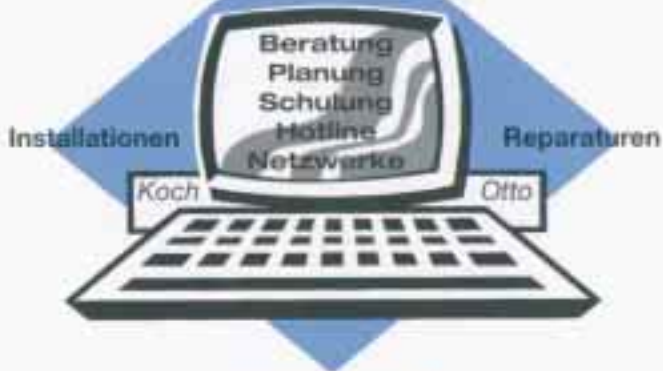 Beratung
Planung
Schulung
Hotline
Netzwerke
Installationen
Reparaturen
Koch
Otto